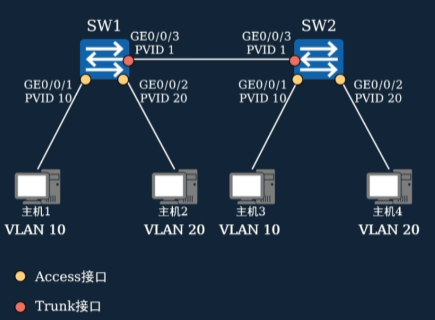 SW1
SW2
GE0/0/3
PVID 1
GE0/0/3
PVID 1
GE0/0/1
PVID 10
GE0/0/2
PVID 20
GE0/0/1
PVID 10
GE0/0/2
PVID 20
主机1
VLAN 10
主机2
VLAN 20
主机3
VLAN 10
主机4
VLAN 20
Access接口
Trunk接口